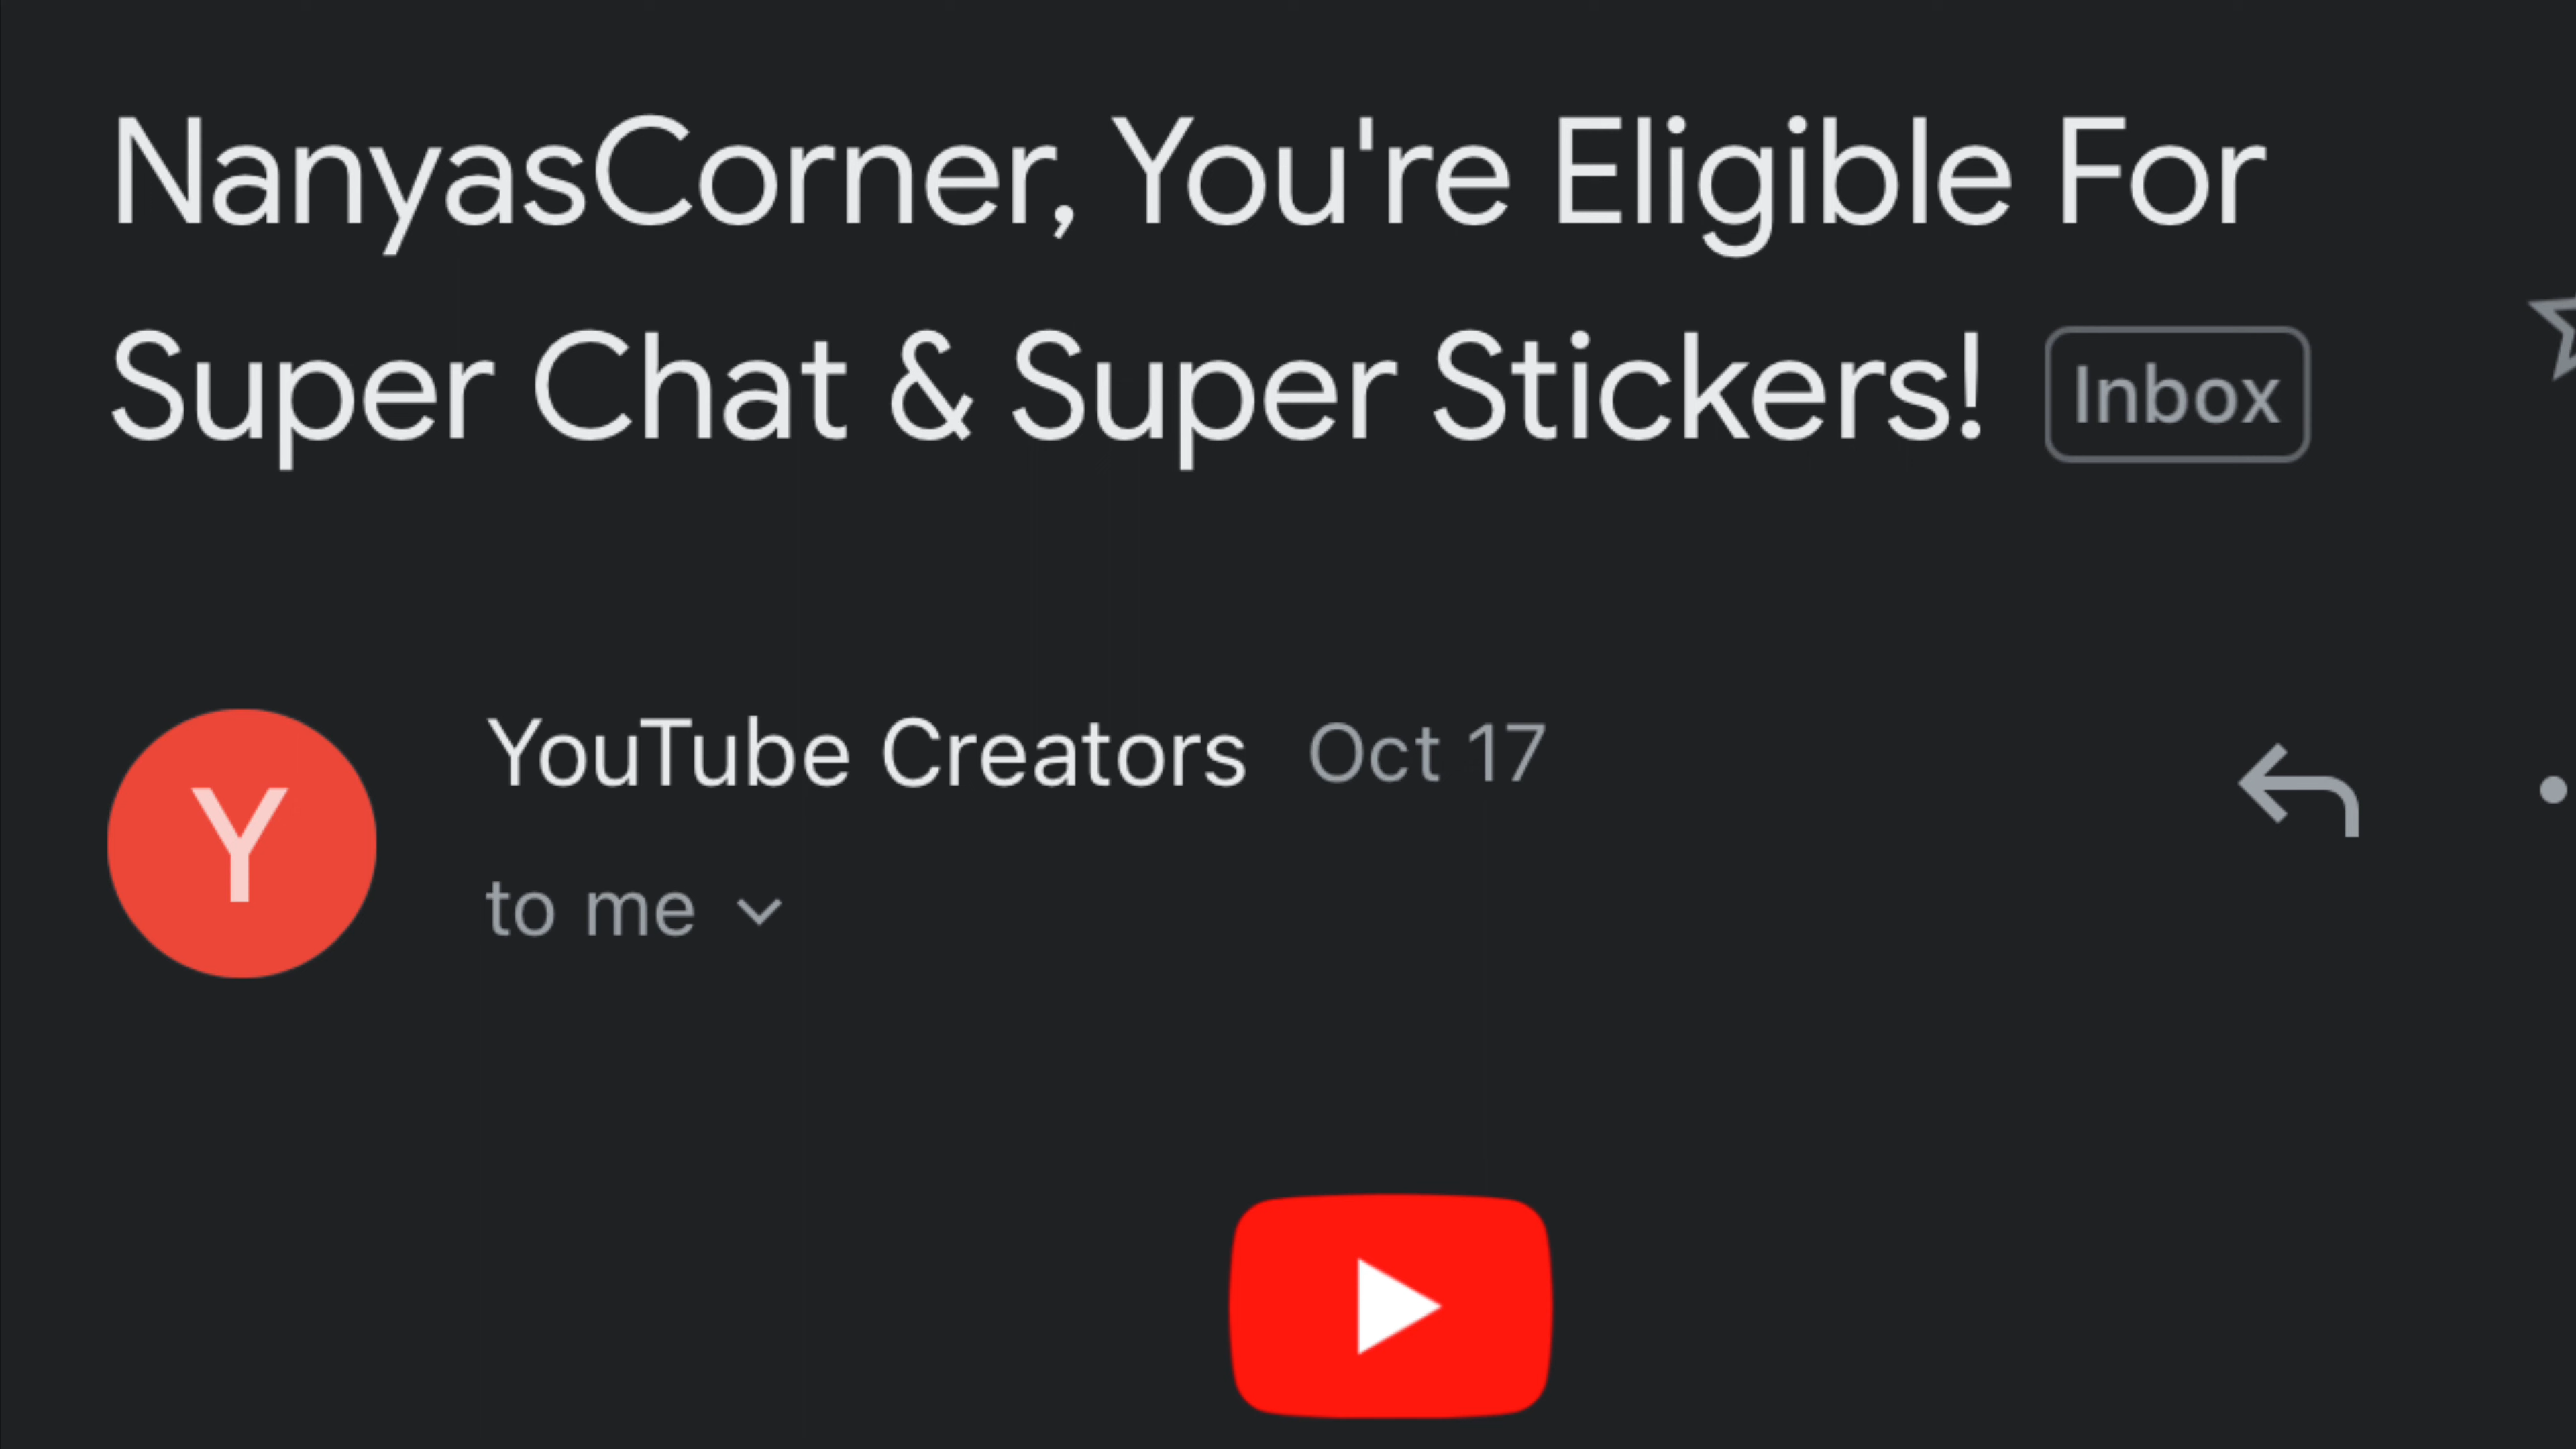 NanyasCorner, You're Eligible For
Super Chat & Super Stickers! Inbox
Y
YouTube Creators Oct 17
to me